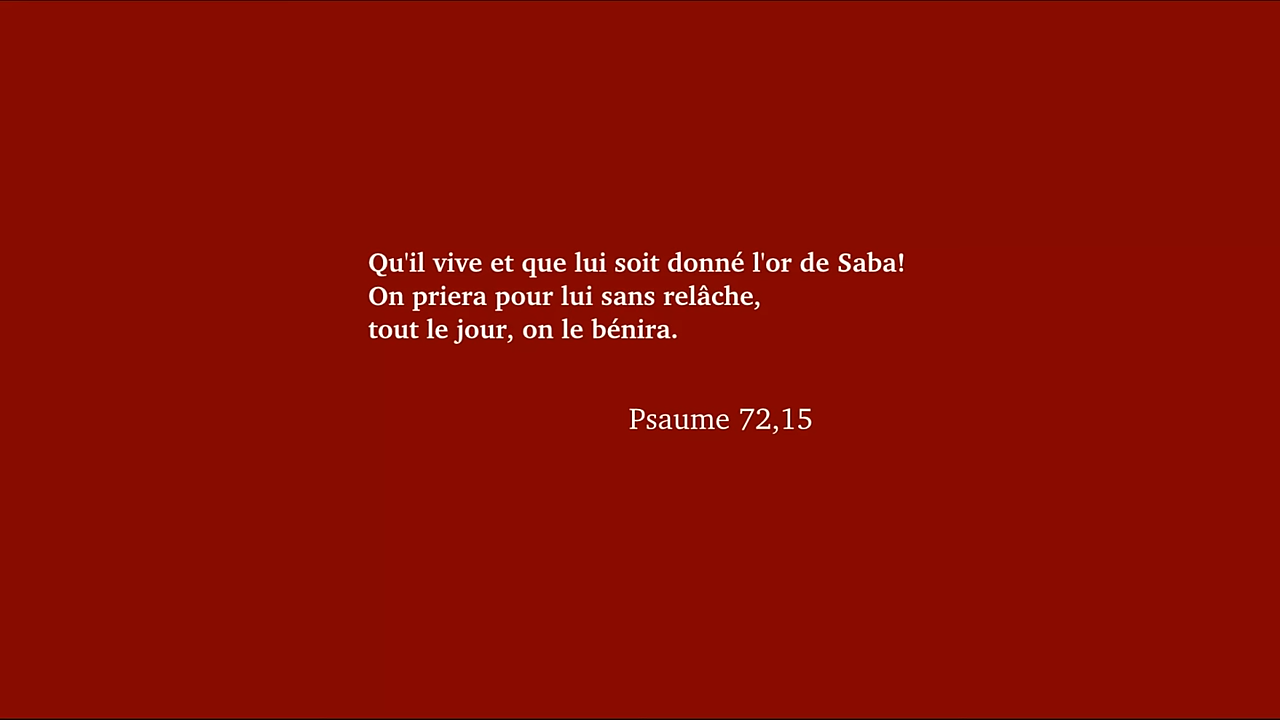 Qu'il vive et que lui soit donné l'or de Saba!
On priera pour lui sans relâche,
tout le jour, on le bénira.
Psaume 72,15